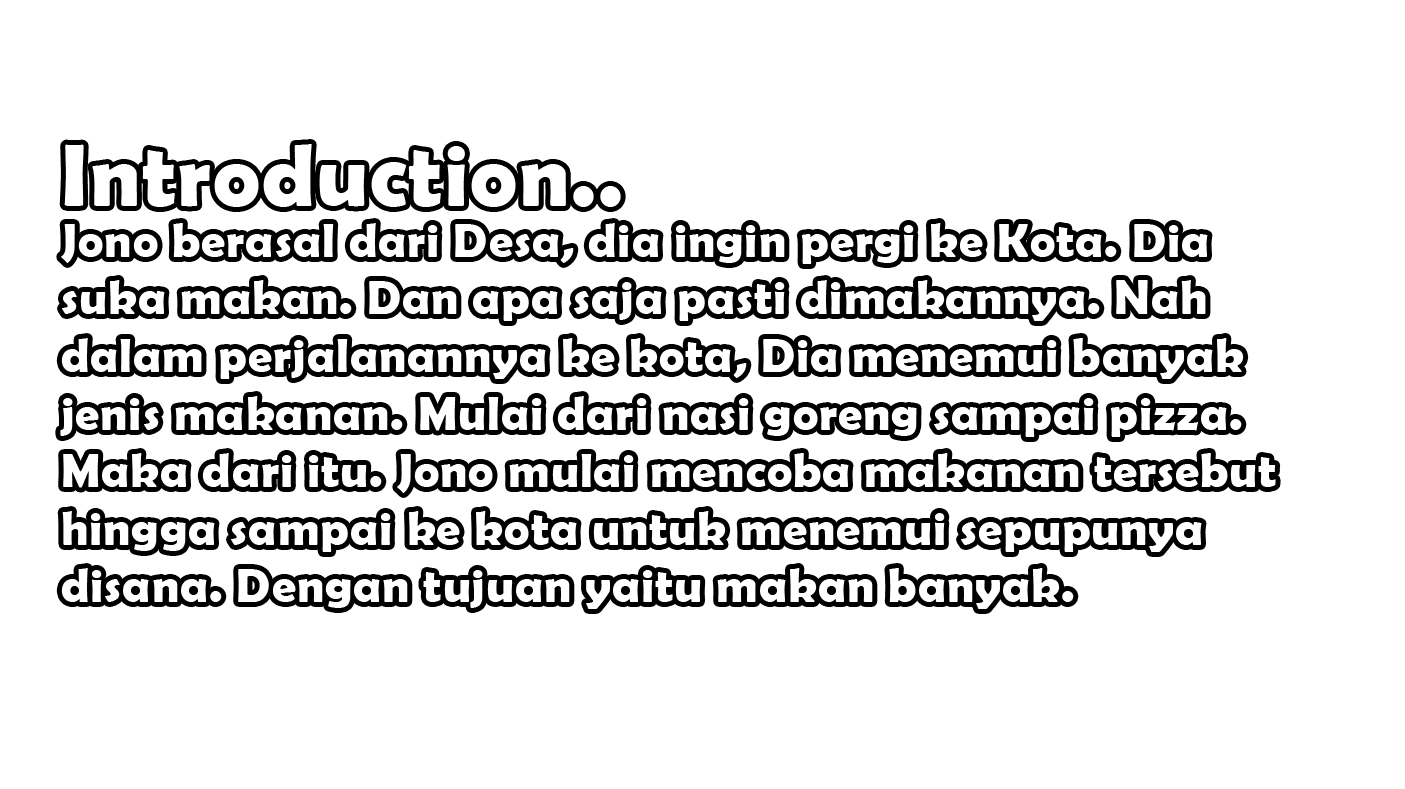 Introduction..
Jono berasal dari Desa, dia ingin pergi ke Kota. Dia
suka makan. Dan apa saja pasti dimakannya. Nah
dalam perjalanannya ke kota, Dia menemui banyak
jenis makanan. Mulai dari nasi goreng sampai pizza.
Maka dari itu. Jono mulai mencoba makanan tersebut
hingga sampai ke kota untuk menemui sepupunya
disana. Dengan tujuan yaitu makan banyak.